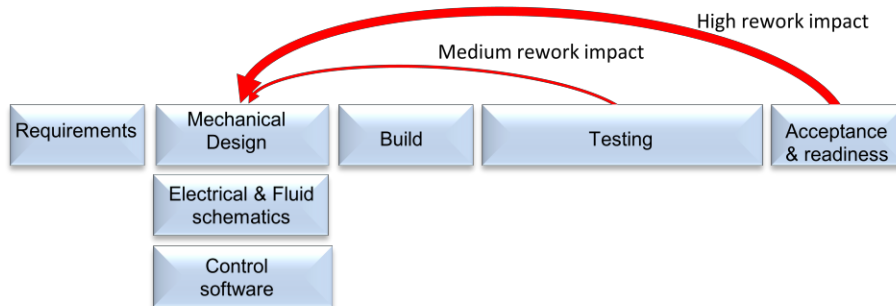 High rework impact
Medium rework impact
Requirements
Mechanical
Design
Build
Testing
Acceptance
& readiness
Electrical & Fluid
schematics
Control
software